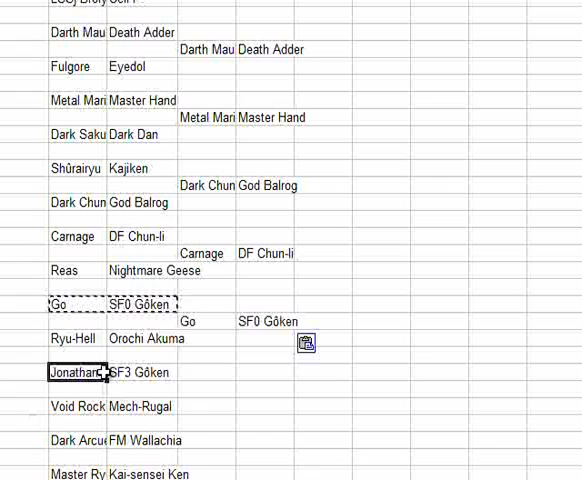 Darth Mau Death Adder
Darth Mau Death Adder
Fulgore Eyedol
Metal Mari Master Hand
Metal Mari Master Hand
Dark Saku Dark Dan
Shûrairyu Kajiken
Dark Chun God Balrog
Dark Chun God Balrog
Carnage DF Chun-li
Carnage DF Chun-li
Reas Nightmare Geese
Go SF0 Gôken
Go SF0 Gôken
Ryu-Hell Orochi Akuma
Jonathan SF3 Gôken
Void Rock Mech-Rugal
Dark Arcue FM Wallachia
Master Ry Kai-sensei Ken